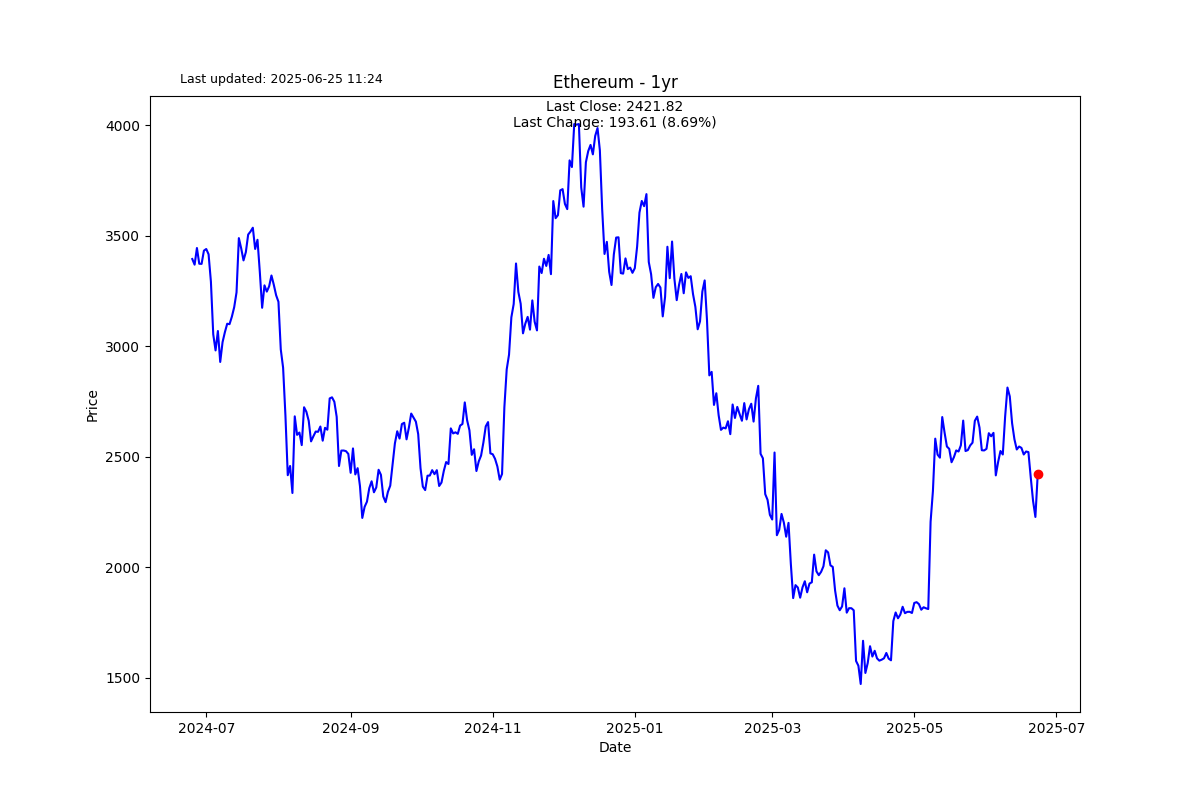 Last updated: 2025-06-25 11:24
Ethereum - 1yr
Last Close: 2421.82
Last Change: 193.61 (8.69%)
4000
3500
3000
2500
2000
1500
Price
2024-07 2024-09 2024-11 2025-01 2025-03 2025-05 2025-07
Date